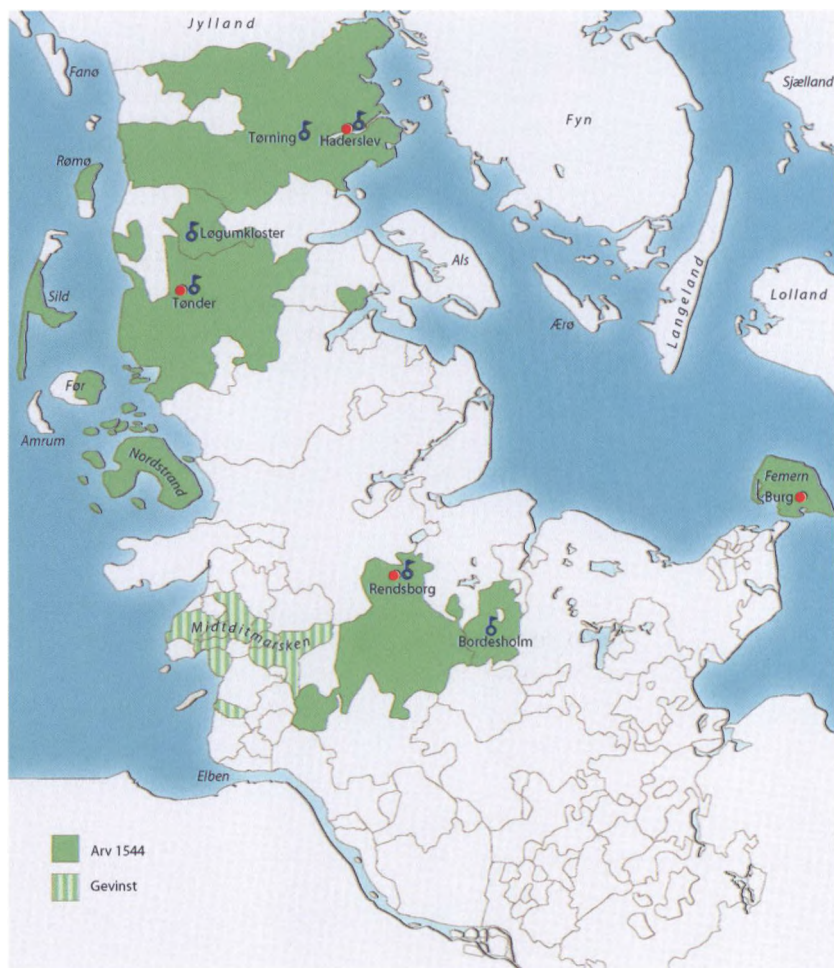 Jylland
Fanø
Sjælland
Fyn
Tørning
Haderslev
Rømø
Løgumkloster
Als
Sild
Tønder
Ærø
Langeland
Lolland
Før
Amrum
Nordstrand
Femern
Burg
Rendsborg
Midtditmarsken
Bordesholm
Elben
Arv 1544
Gevinst